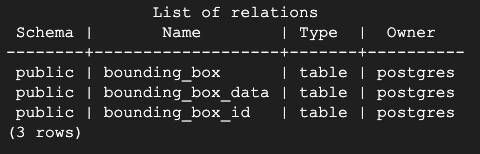 List of relations
Schema | Name | Type | Owner
--------+-------------------+-------+----------
public | bounding_box | table | postgres
public | bounding_box_data | table | postgres
public | bounding_box_id | table | postgres
(3 rows)